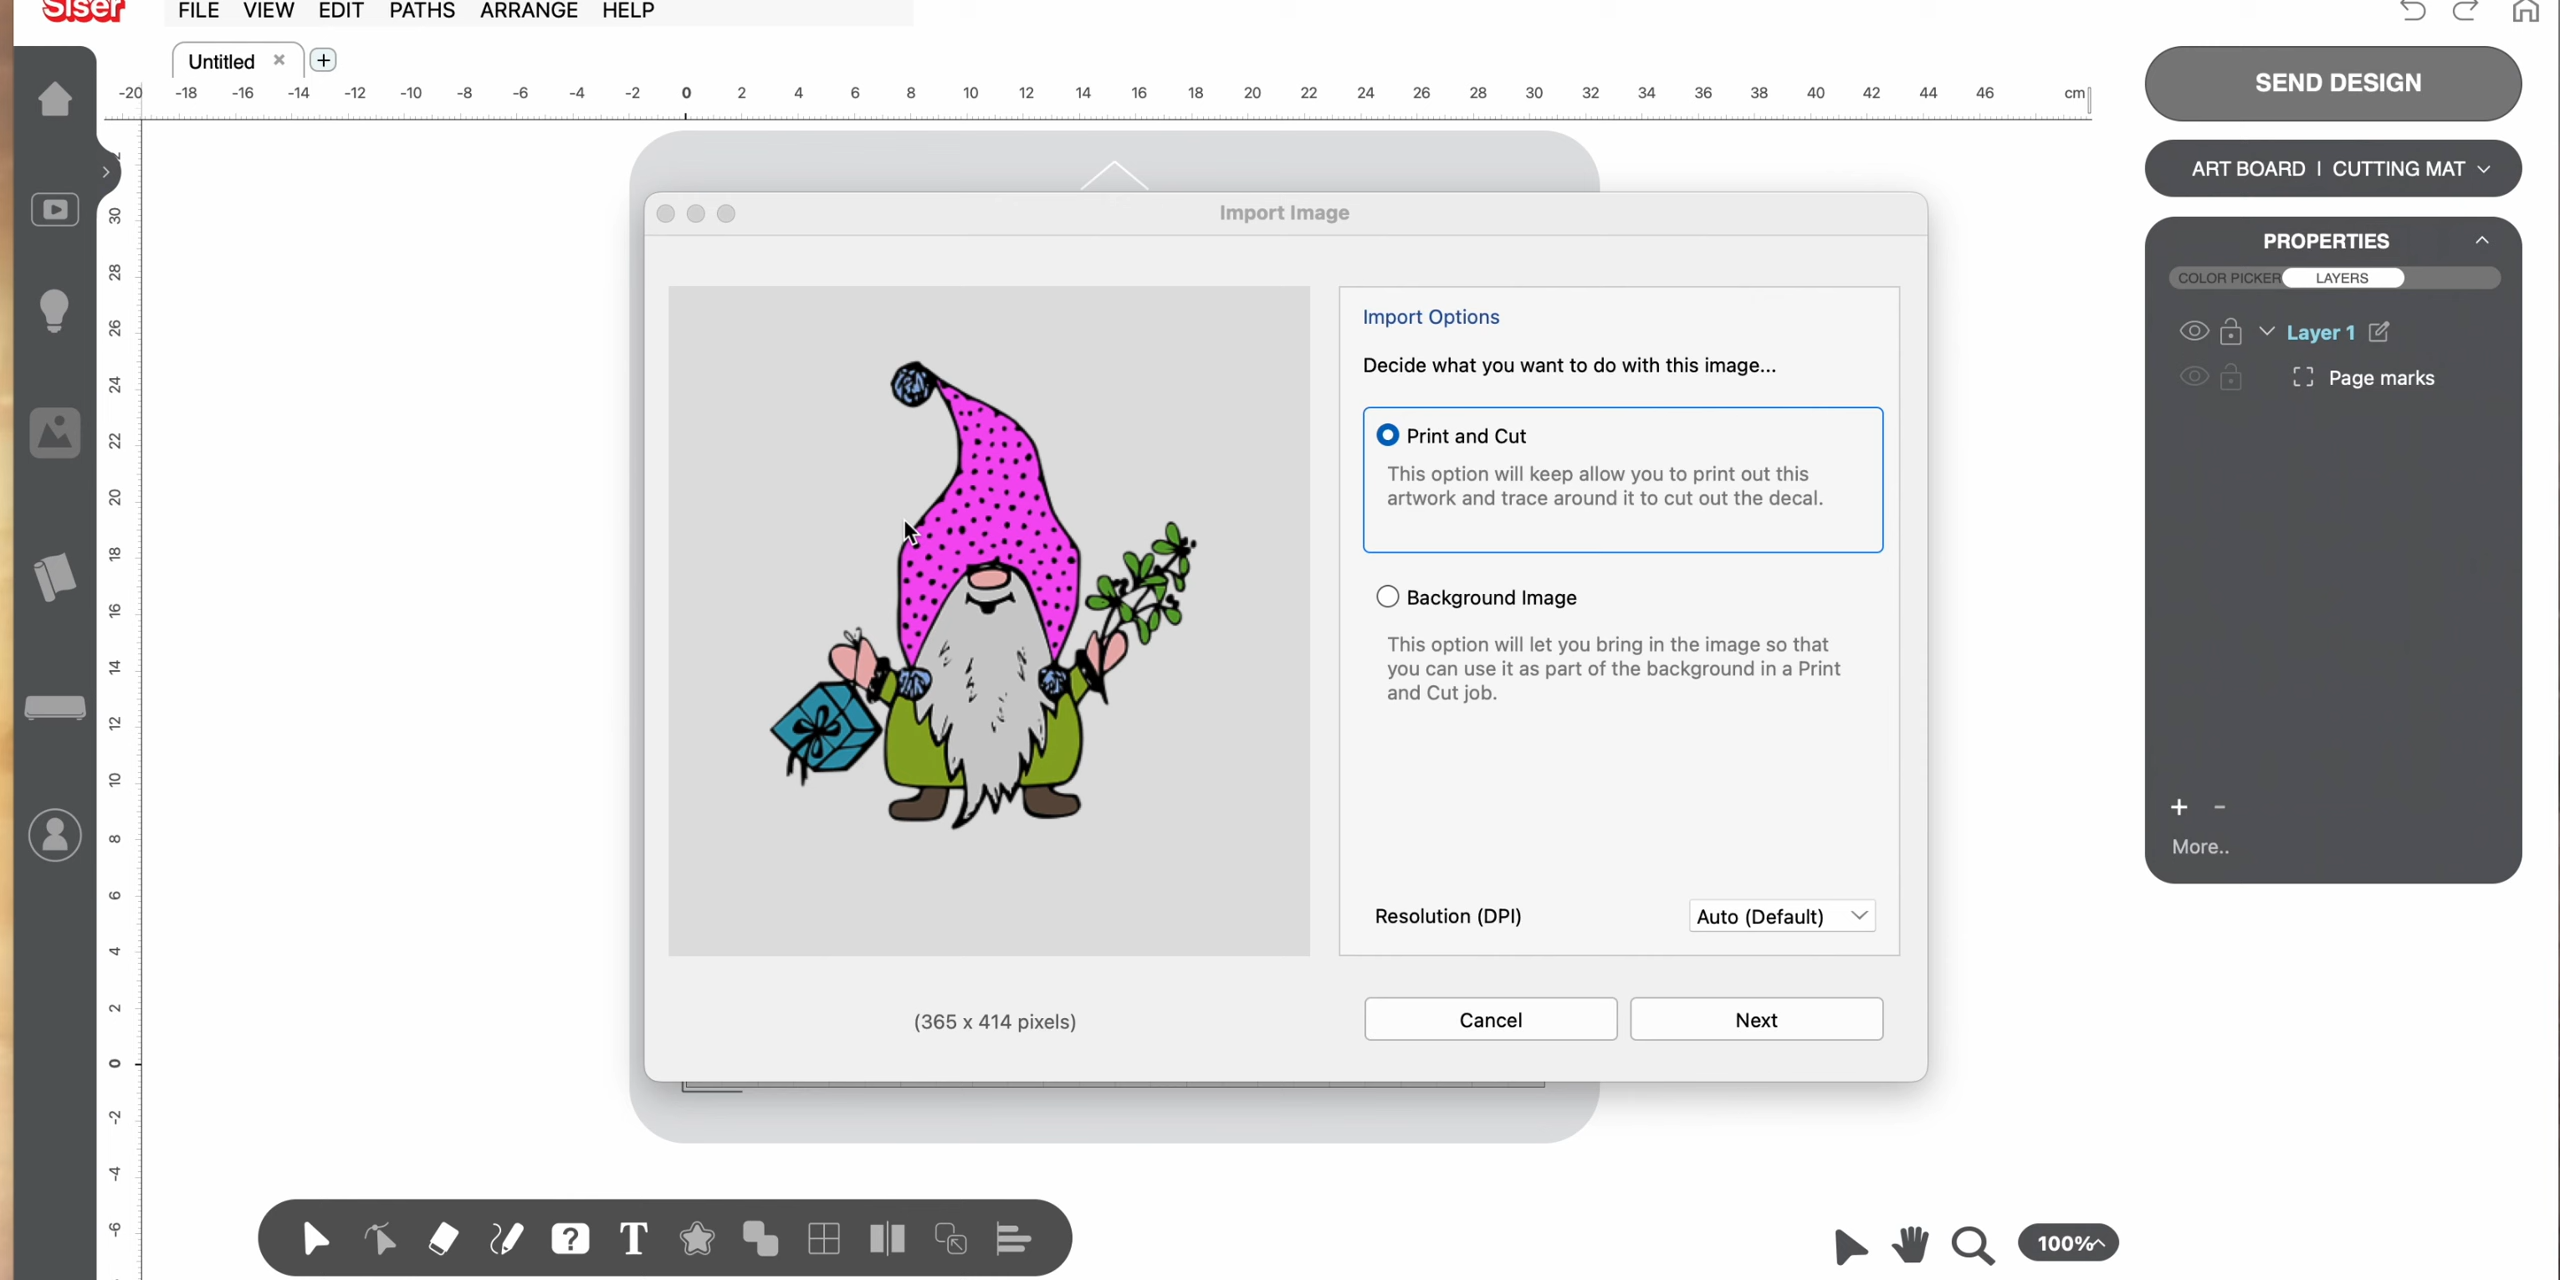 Siser
FILE VIEW EDIT PATHS ARRANGE HELP
Untitled × +
-20 -18 -16 -14 -12 -10 -8 -6 -4 -2 0 2 4 6 8 10 12 14 16 18 20 22 24 26 28 30 32 34 36 38 40 42 44 46 cm
30
28
26
24
22
20
18
16
14
12
10
8
6
4
2
0
-2
-4
-6
Import Image
Import Options
Decide what you want to do with this image...
Print and Cut
This option will keep allow you to print out this
artwork and trace around it to cut out the decal.
Background Image
This option will let you bring in the image so that
you can use it as part of the background in a Print
and Cut job.
Resolution (DPI) Auto (Default)
(365 x 414 pixels)
Cancel Next
SEND DESIGN
ART BOARD | CUTTING MAT
PROPERTIES
COLOR PICKER LAYERS
Layer 1
Page marks
+ -
More..
? T
100%